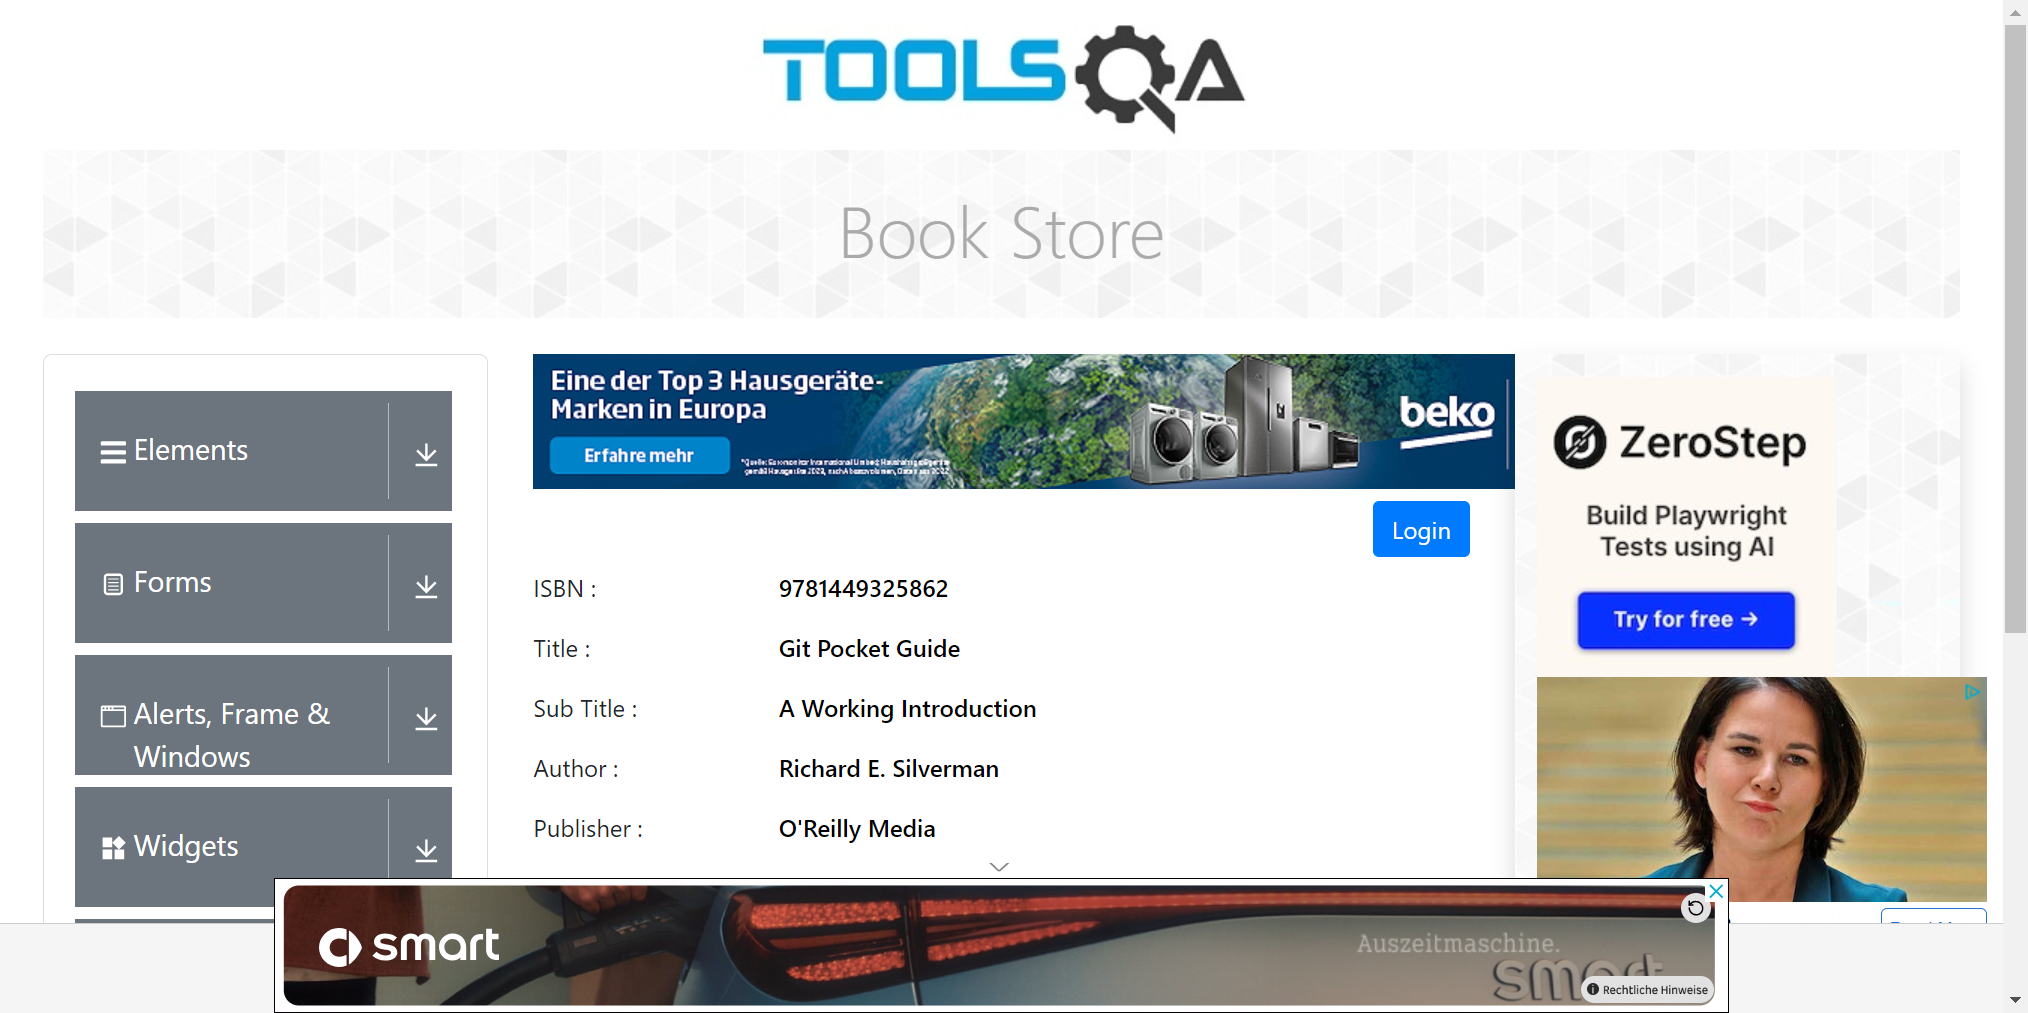 TOOLSQA
Book Store
Elements
Forms
Alerts, Frame &
Windows
Widgets
Eine der Top 3 Hausgeräte-
Marken in Europa
Erfahre mehr
beko
Login
ISBN :
9781449325862
Title :
Git Pocket Guide
Sub Title :
A Working Introduction
Author :
Richard E. Silverman
Publisher :
O'Reilly Media
ZeroStep
Build Playwright
Tests using AI
Try for free →
smart
Auszeitmaschine.
smart
Rechtliche Hinweise